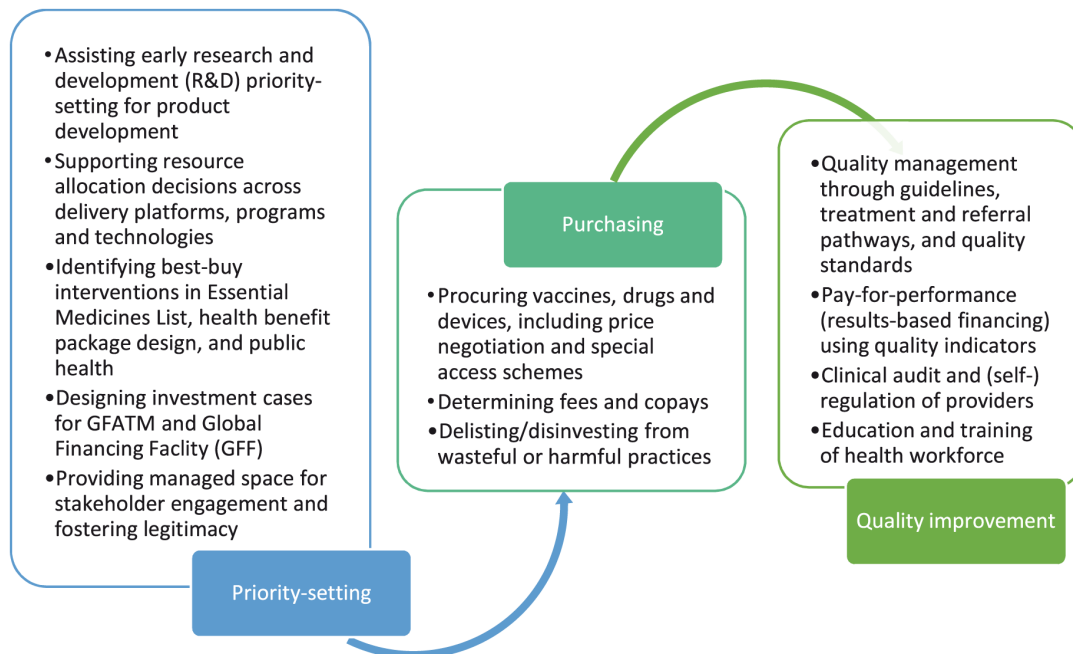 •Assisting early research and
development (R&D) priority-
setting for product
development
•Supporting resource
allocation decisions across
delivery platforms, programs
and technologies
•Identifying best-buy
interventions in Essential
Medicines List, health benefit
package design, and public
health
•Designing investment cases
for GFATM and Global
Financing Faclity (GFF)
•Providing managed space for
stakeholder engagement and
fostering legitimacy
Priority-setting
Purchasing
•Procuring vaccines, drugs and
devices, including price
negotiation and special
access schemes
•Determining fees and copays
•Delisting/disinvesting from
wasteful or harmful practices
•Quality management
through guidelines,
treatment and referral
pathways, and quality
standards
•Pay-for-performance
(results-based financing)
using quality indicators
•Clinical audit and (self-)
regulation of providers
•Education and training
of health workforce
Quality improvement